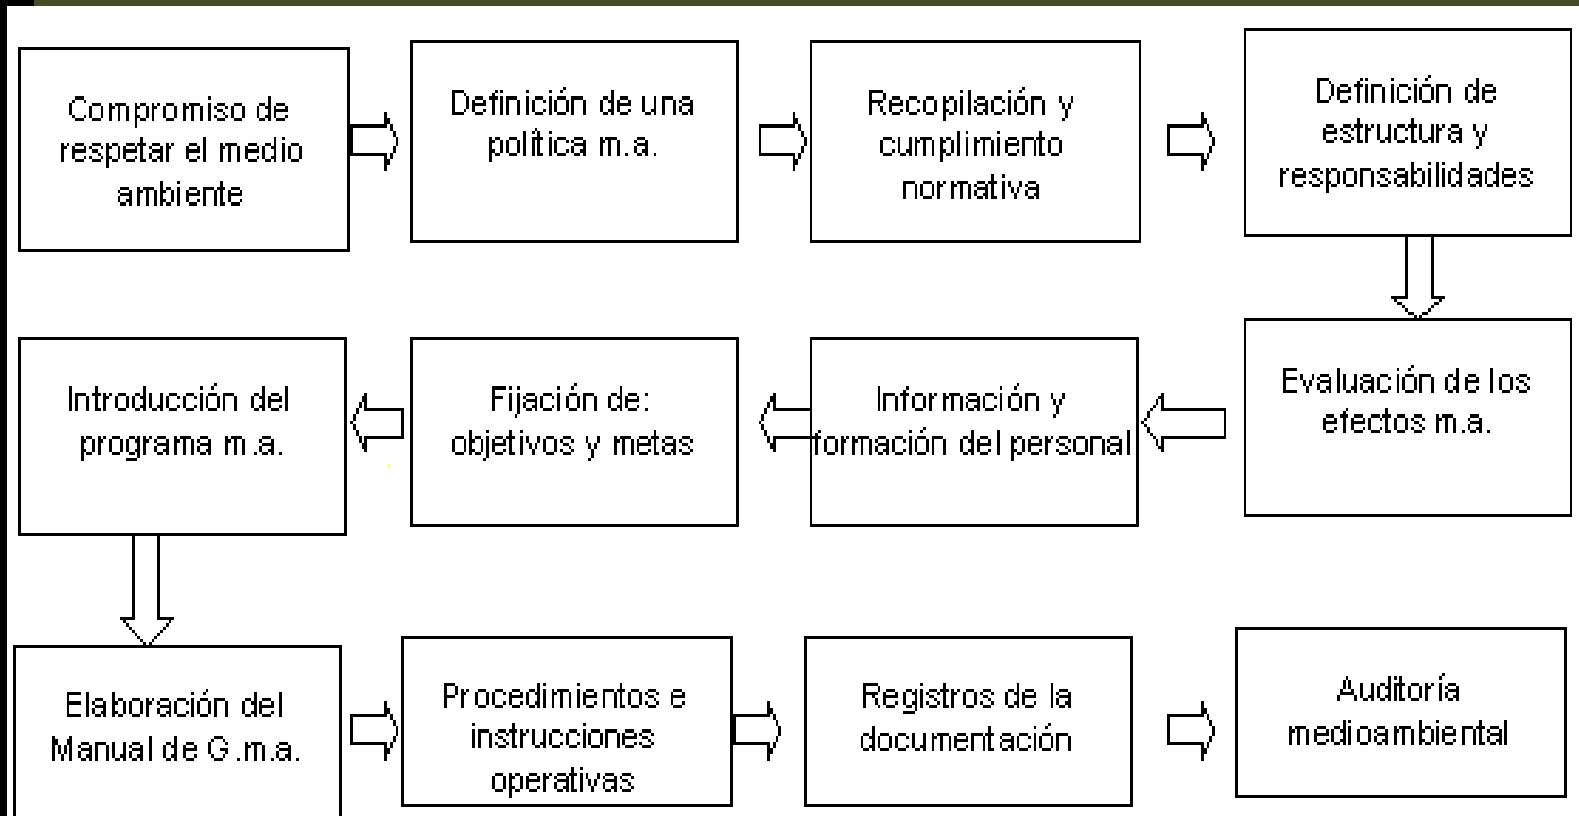 Compromiso de
respetar el medio
ambiente
Definición de una
política m.a.
Recopilación y
cumplimiento
normativa
Definición de
estructura y
responsabilidades
Evaluación de los
efectos m.a.
Información y
formación del personal
Fijación de:
objetivos y metas
Introducción del
programa m.a.
Elaboración del
Manual de G.m.a.
Procedimientos e
instrucciones
operativas
Registros de la
documentación
Auditoría
medioambiental